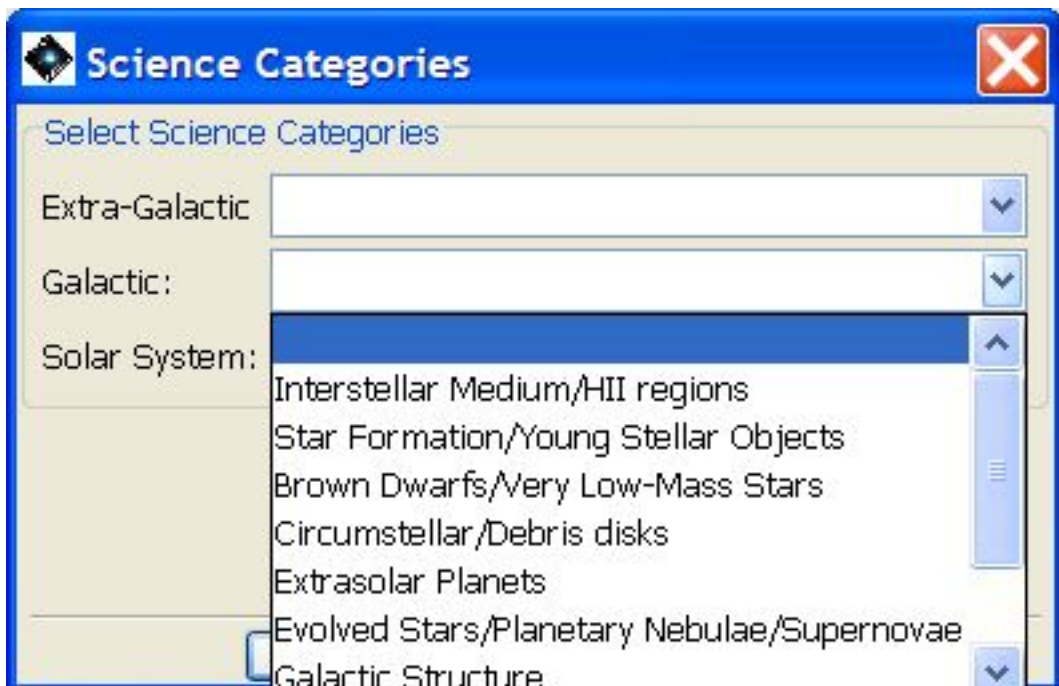 Science Categories
Select Science Categories
Extra-Galactic
Galactic:
Solar System:
Interstellar Medium/HII regions
Star Formation/Young Stellar Objects
Brown Dwarfs/Very Low-Mass Stars
Circumstellar/Debris disks
Extrasolar Planets
Evolved Stars/Planetary Nebulae/Supernovae
Galactic Structure